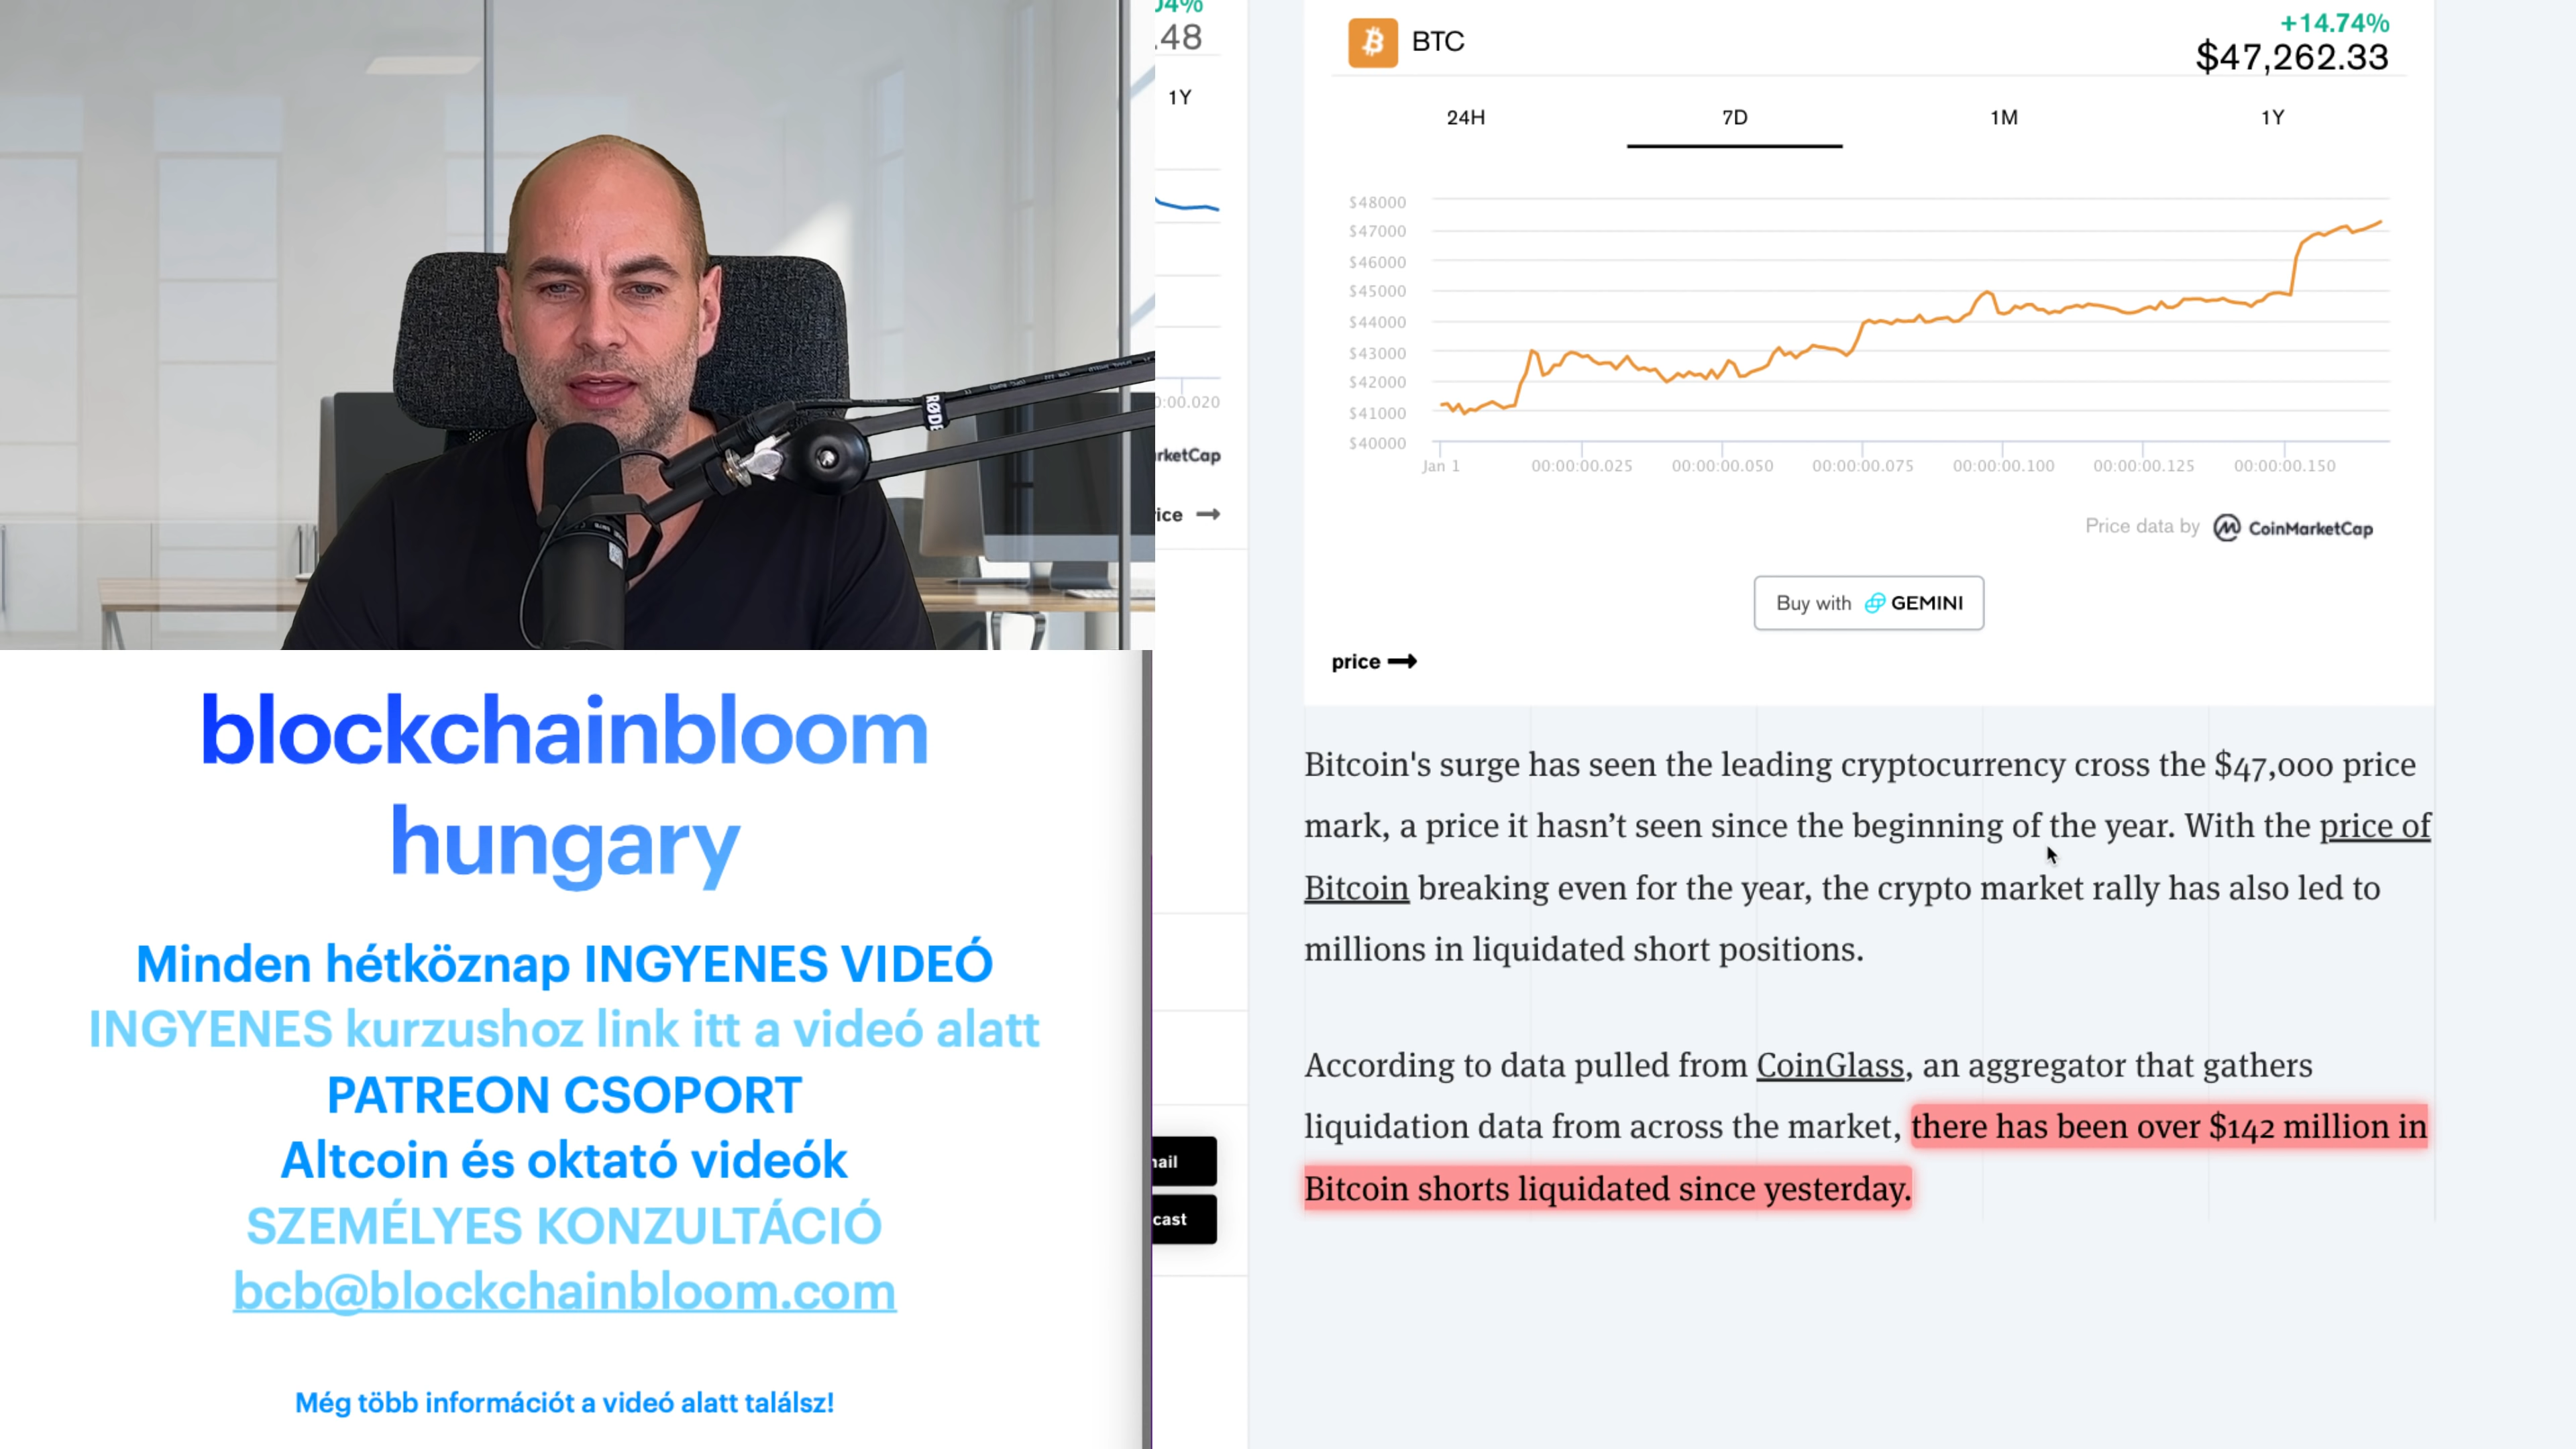 RØDE
blockchainbloom
hungary
Minden hétköznap INGYENES VIDEÓ
INGYENES kurzushoz link itt a videó alatt
PATREON CSOPORT
Altcoin és oktató videók
SZEMÉLYES KONZULTÁCIÓ
bcb@blockchainbloom.com
Még több információt a videó alatt találsz!
04%
.48
1Y
0:00.020
rketCap
ice →
ail
cast
BTC
+14.74%
$47,262.33
24H 7D 1M 1Y
$48000
$47000
$46000
$45000
$44000
$43000
$42000
$41000
$40000
Jan 1 00:00:00.025 00:00:00.050 00:00:00.075 00:00:00.100 00:00:00.125 00:00:00.150
Price data by CoinMarketCap
Buy with GEMINI
price →
Bitcoin's surge has seen the leading cryptocurrency cross the $47,000 price
mark, a price it hasn’t seen since the beginning of the year. With the price of
Bitcoin breaking even for the year, the crypto market rally has also led to
millions in liquidated short positions.
According to data pulled from CoinGlass, an aggregator that gathers
liquidation data from across the market, there has been over $142 million in
Bitcoin shorts liquidated since yesterday.